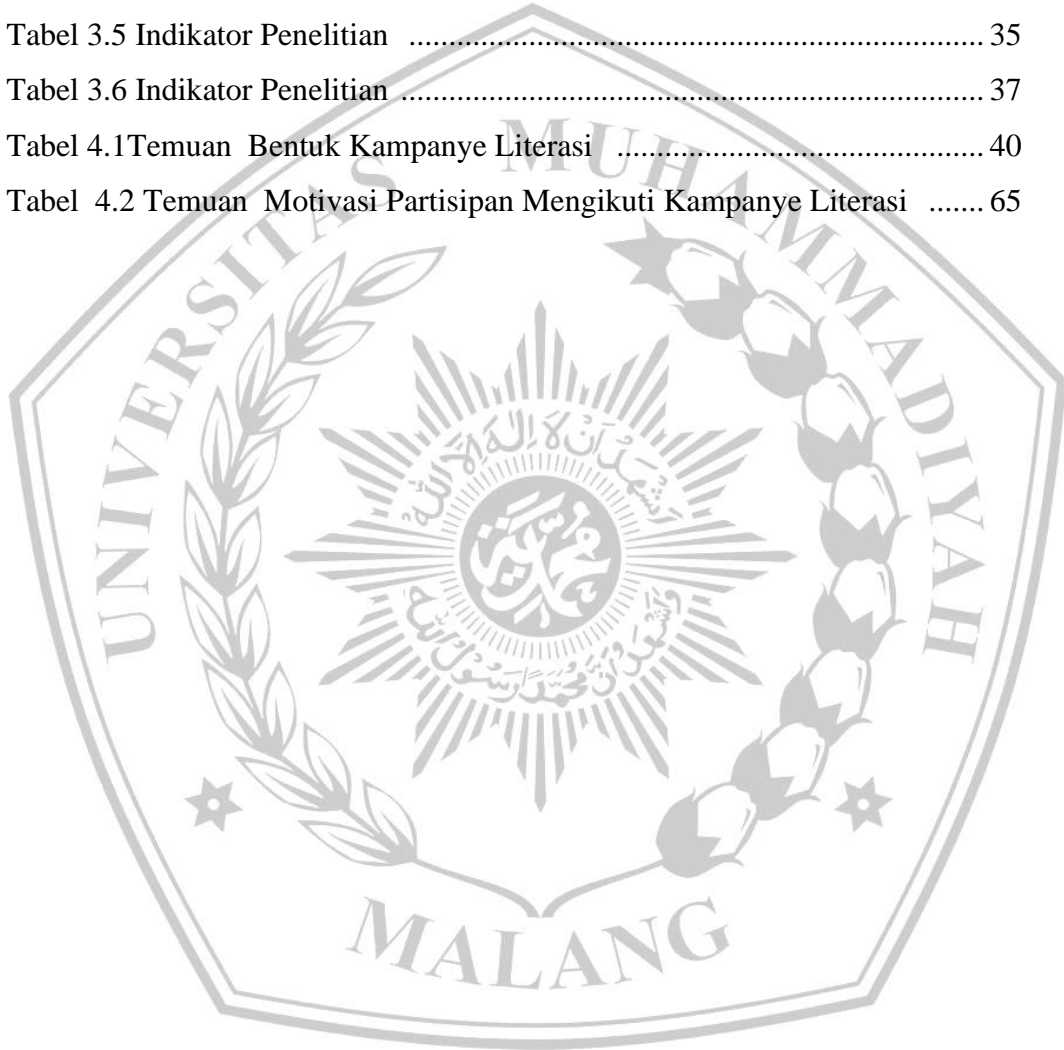 Tabel 3.5 Indikator Penelitian ........................................................................................ 35
Tabel 3.6 Indikator Penelitian ......................................................................................... 37
Tabel 4.1Temuan  Bentuk Kampanye Literasi ....................................................... 40
Tabel  4.2 Temuan  Motivasi Partisipan Mengikuti Kampanye Literasi ....... 65
UNIVERSITAS MUHAMMADIYAH
MALANG